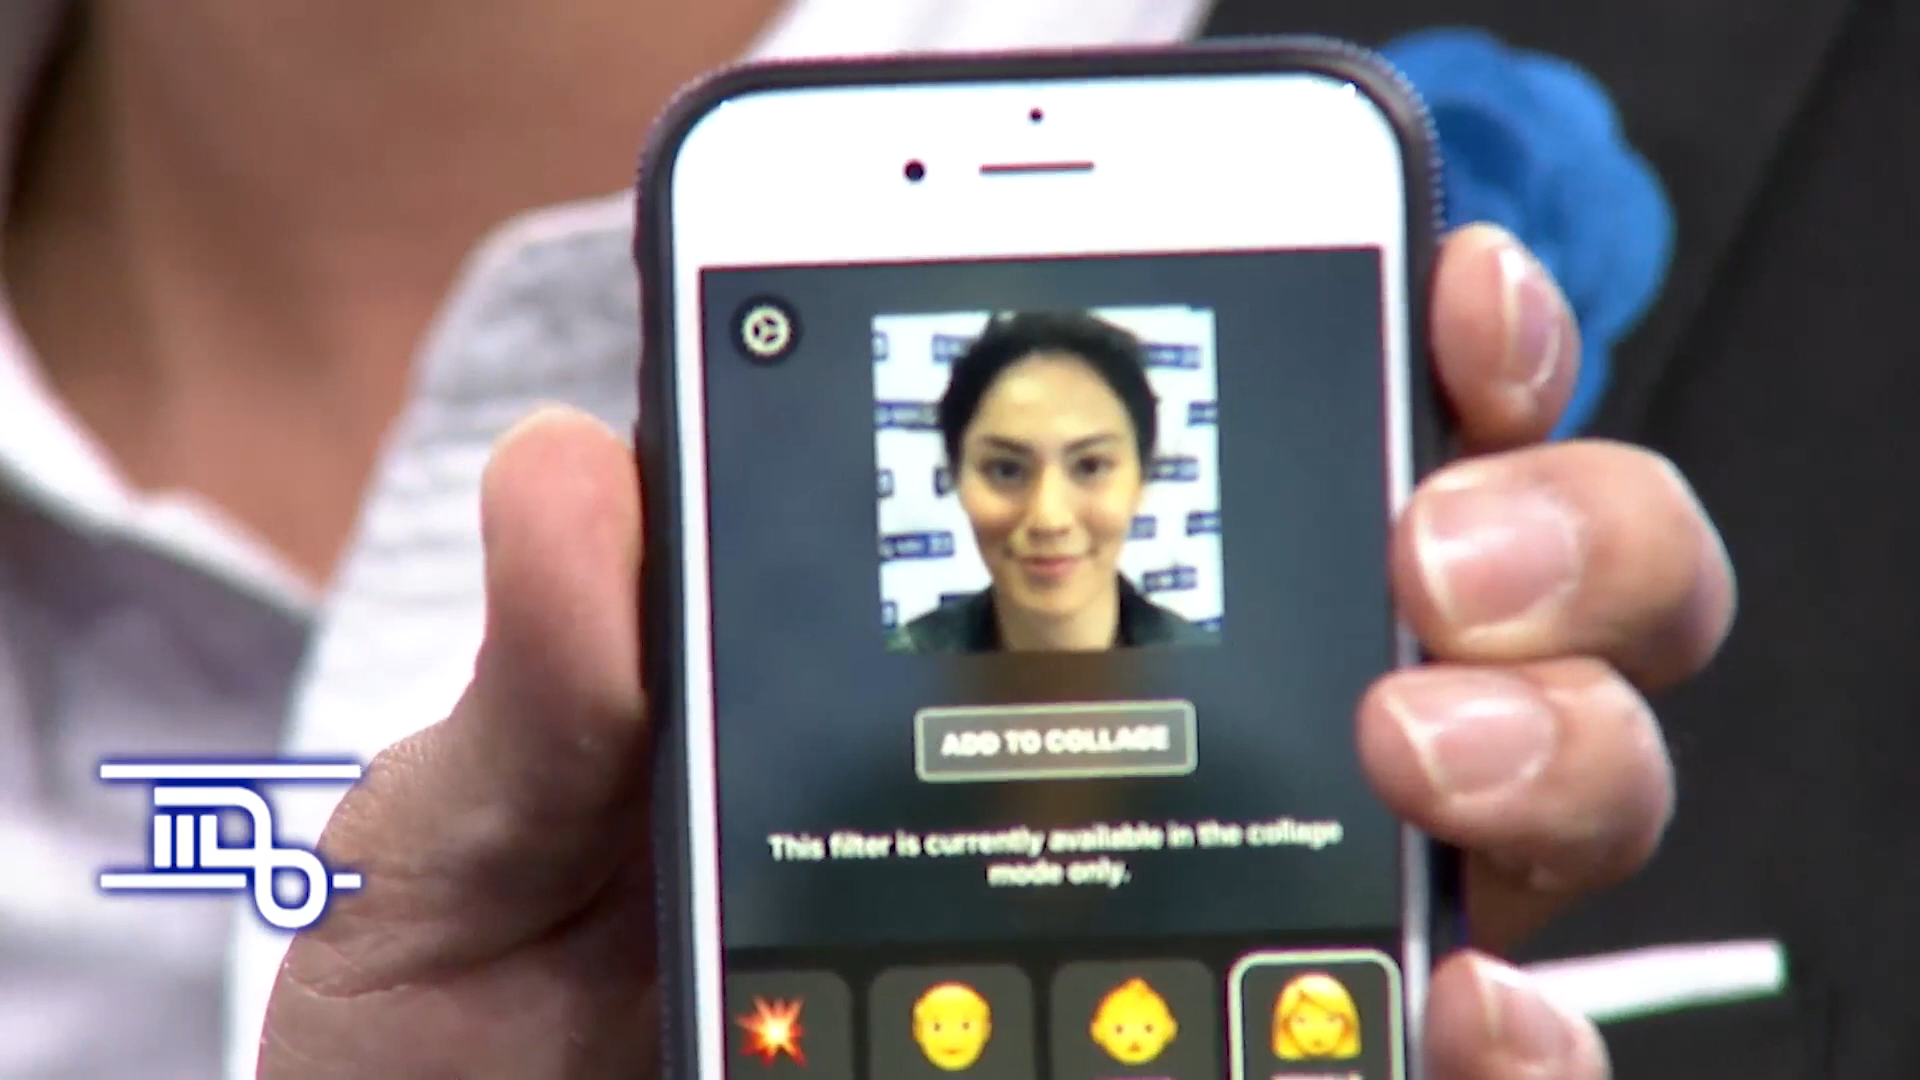 ADD TO COLLAGE
This filter is currently available in the collage
mode only.